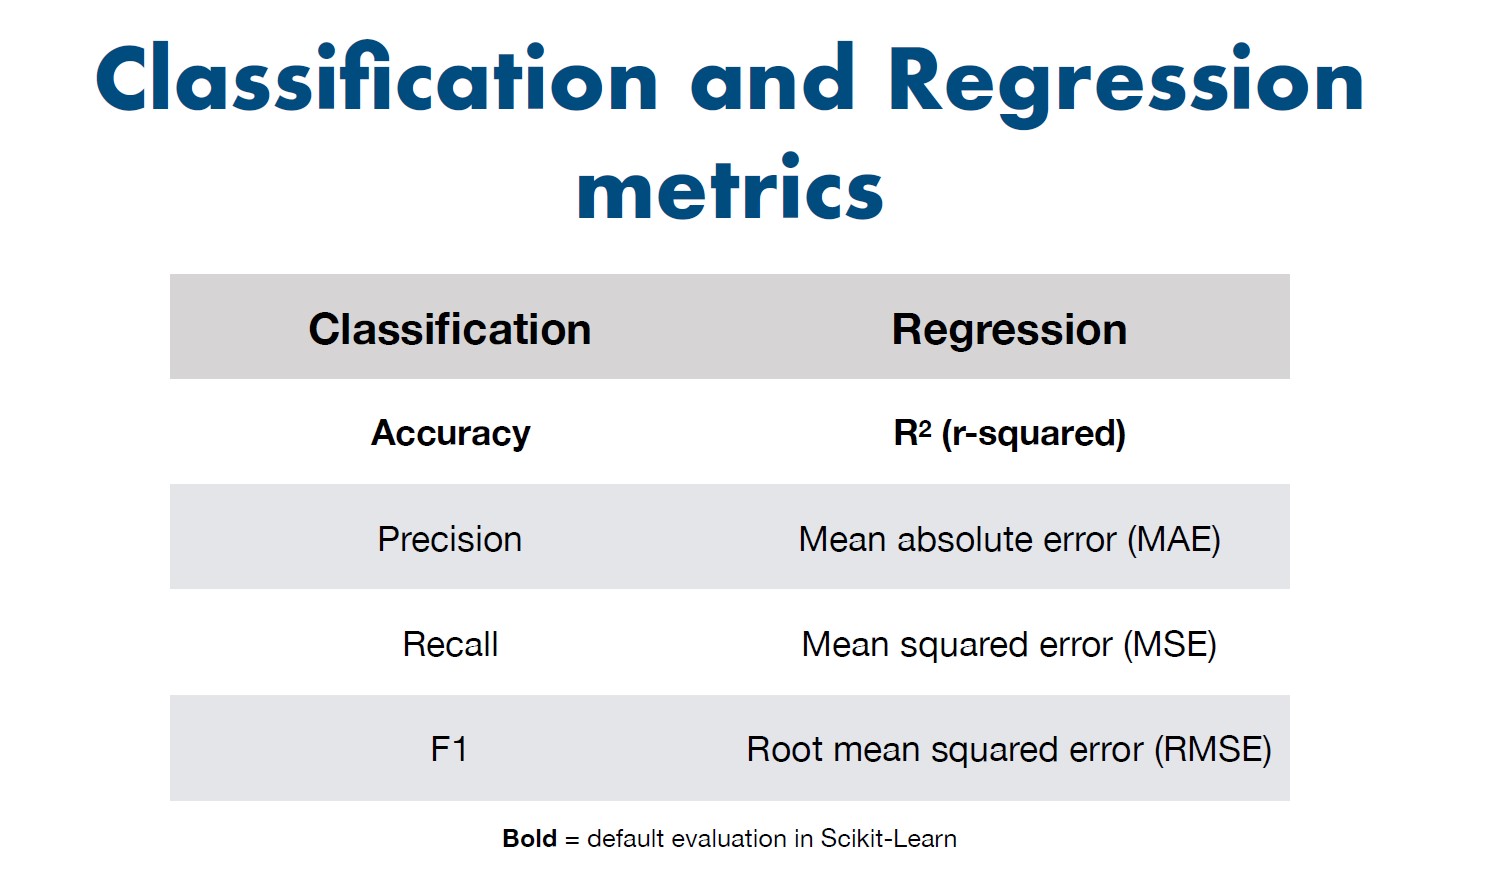 Classification and Regression
metrics
Classification Regression
Accuracy R² (r-squared)
Precision Mean absolute error (MAE)
Recall Mean squared error (MSE)
F1 Root mean squared error (RMSE)
Bold = default evaluation in Scikit-Learn